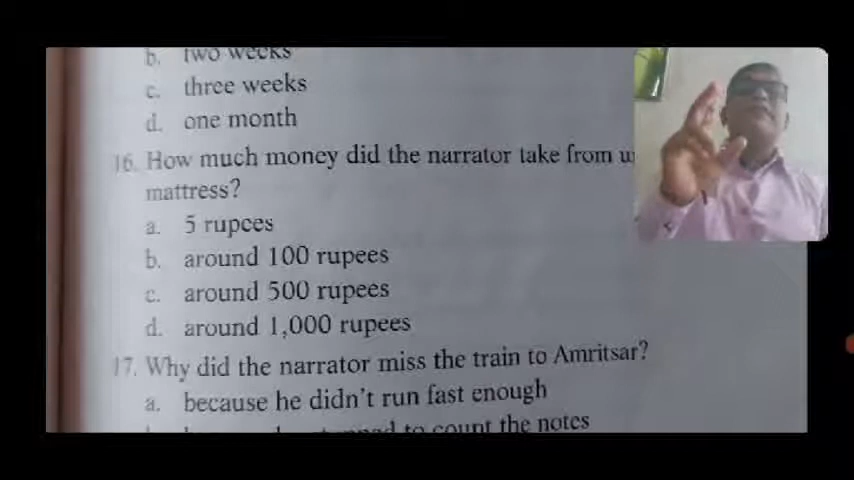 b. two weeks
c. three weeks
d. one month
16. How much money did the narrator take from
mattress?
a. 5 rupees
b. around 100 rupees
c. around 500 rupees
d. around 1,000 rupees
17. Why did the narrator miss the train to Amritsar?
a. because he didn't run fast enough
to count the notes